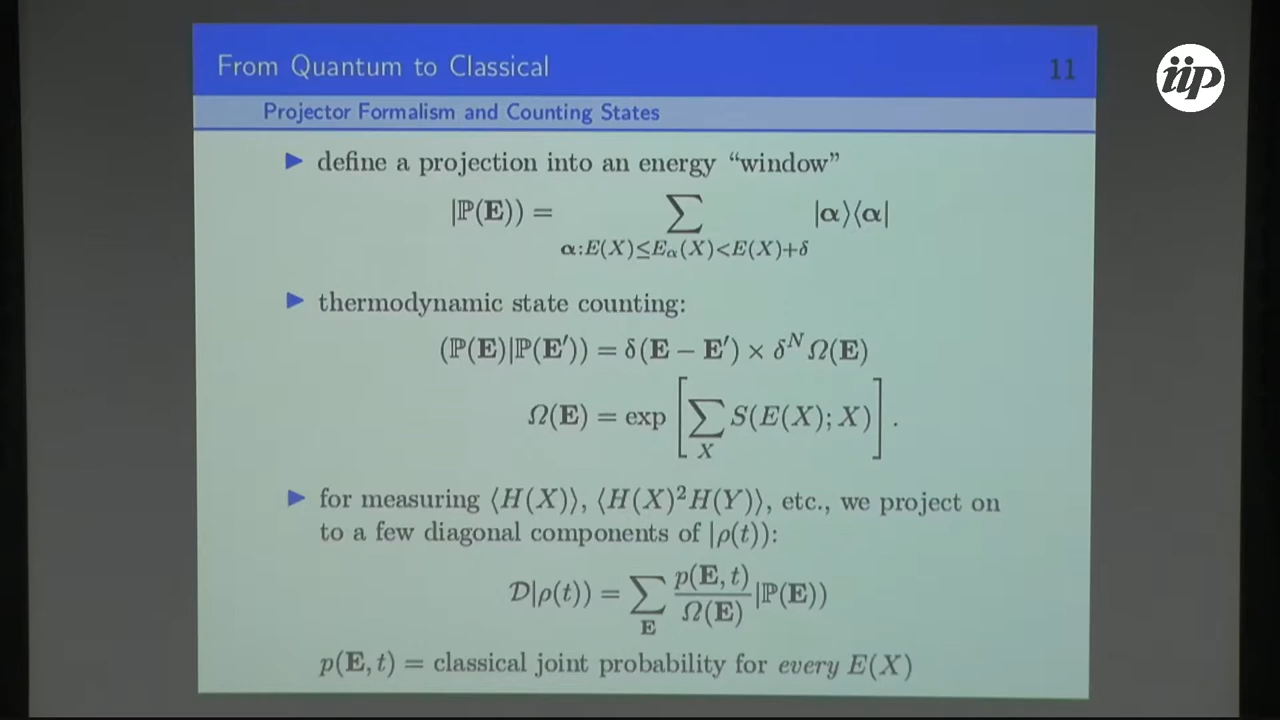 From Quantum to Classical 11
iip
Projector Formalism and Counting States
▶ define a projection into an energy “window”
|ℙ(𝐄)) = ∑ |𝛂⟩⟨𝛂|
𝛂:E(X)≤E_α(X)<E(X)+δ
▶ thermodynamic state counting:
(ℙ(𝐄)|ℙ(𝐄′)) = δ(𝐄 − 𝐄′) × δ^N Ω(𝐄)
Ω(𝐄) = exp [∑_X S(E(X); X)] .
▶ for measuring ⟨H(X)⟩, ⟨H(X)²H(Y)⟩, etc., we project on
to a few diagonal components of |ρ(t)):
𝒟|ρ(t)) = ∑_𝐄 p(𝐄, t)/Ω(𝐄) |ℙ(𝐄))
p(𝐄, t) = classical joint probability for every E(X)